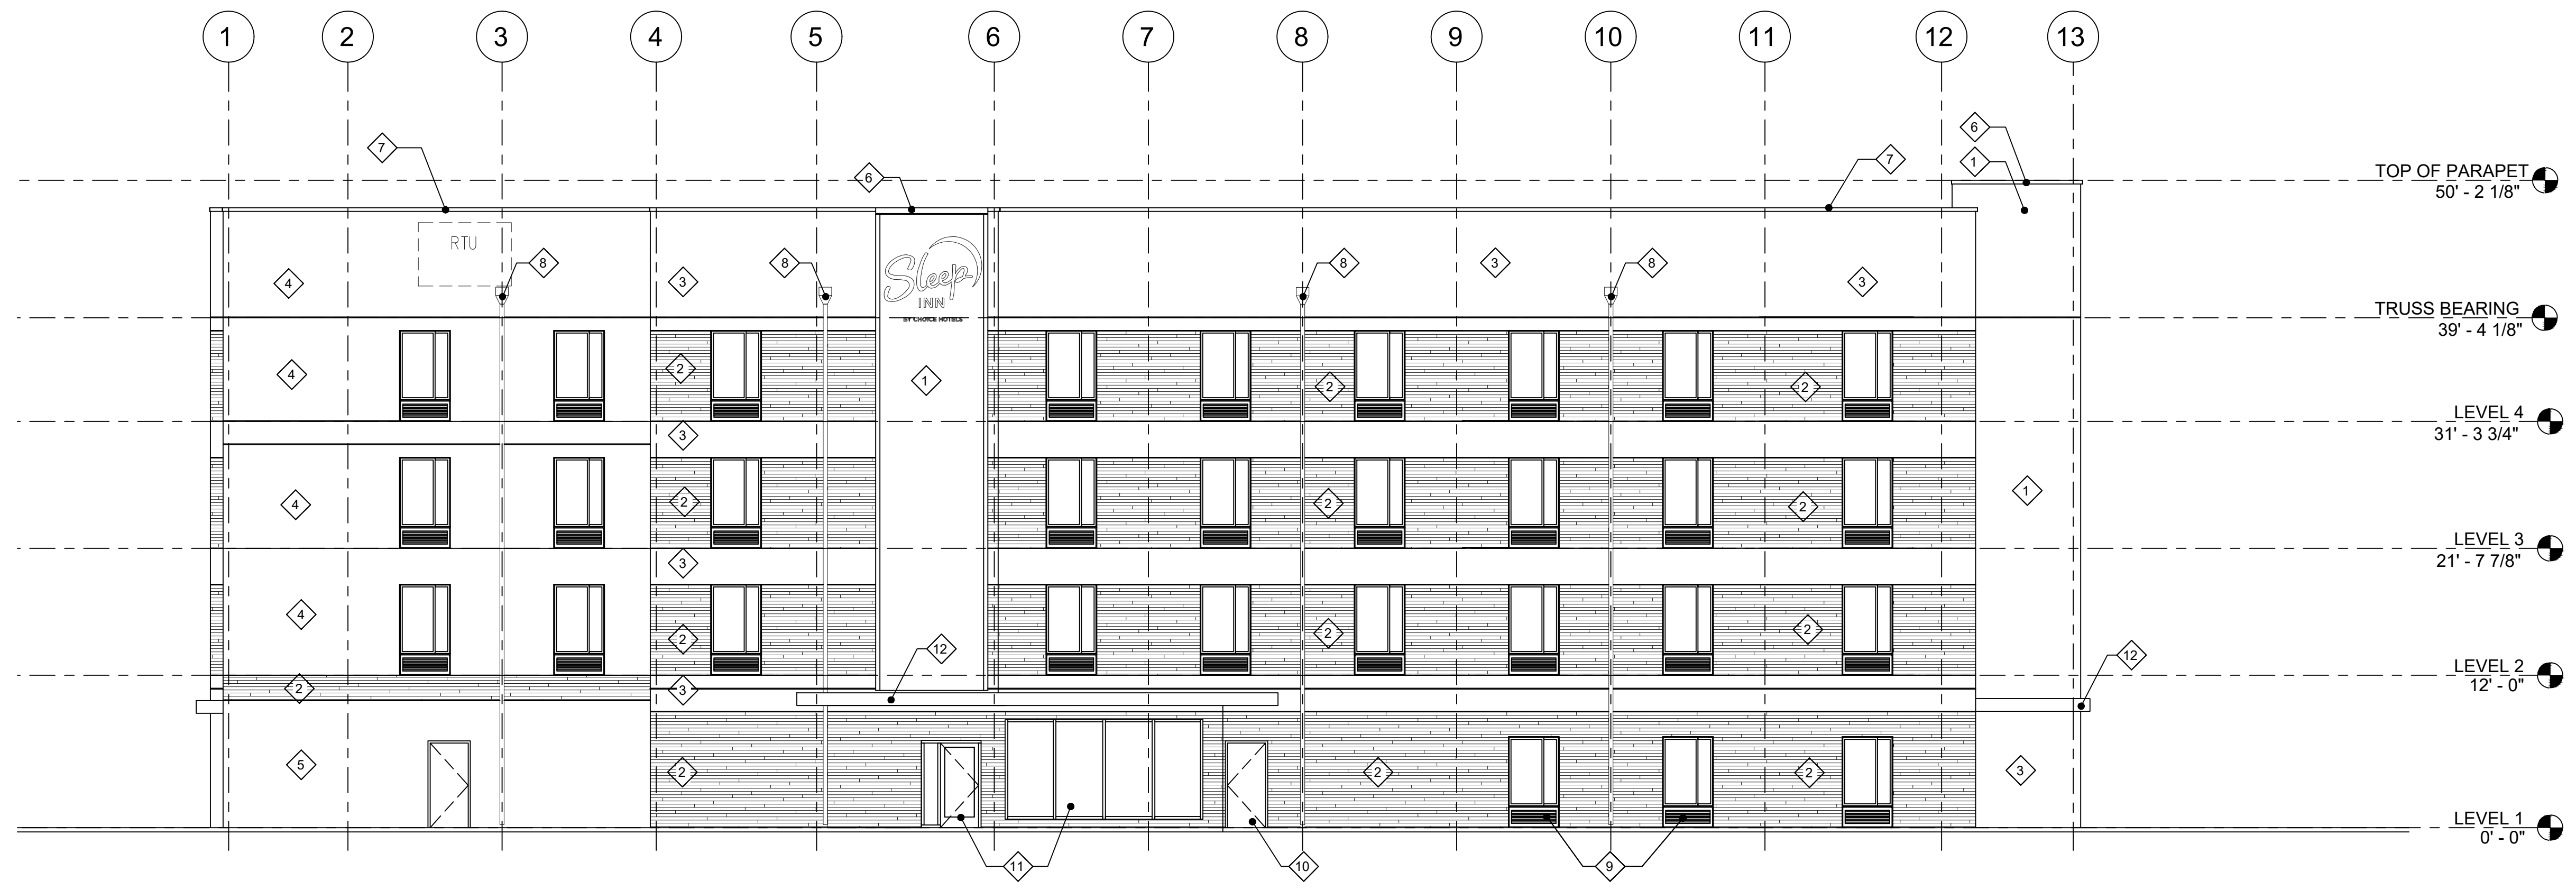 1 2 3 4 5 6 7 8 9 10 11 12 13
6
7 6 7 1 TOP OF PARAPET
50' - 2 1/8"
RTU
8 8 8 3 8
4 3 Sleep 3
INN
BY CHOICE HOTELS
TRUSS BEARING
39' - 4 1/8"
4 2 1 2 2
LEVEL 4
31' - 3 3/4"
3
4 2 2 2 1
LEVEL 3
21' - 7 7/8"
3
4 2 2 2
12 12
LEVEL 2
12' - 0"
2 3
5 2 2 2 3
LEVEL 1
0' - 0"
11 10 9